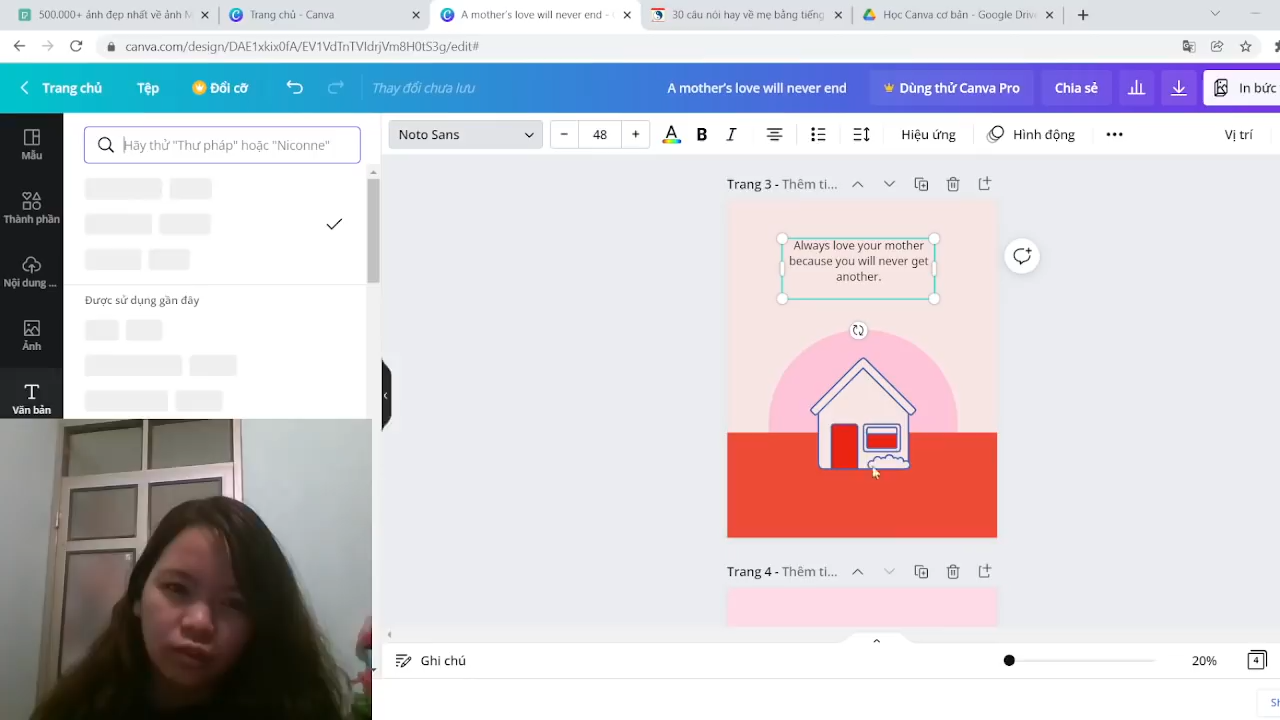 500.000+ ảnh đẹp nhất về ảnh M
Trang chủ - Canva
A mother's love will never end -
30 câu nói hay về mẹ bằng tiếng
Học Canva cơ bản - Google Driv
canva.com/design/DAE1xkix0fA/EV1VdTnTVIdrjVm8H0tS3g/edit#
Trang chủ
Tệp
Đổi cỡ
Thay đổi chưa lưu
A mother's love will never end
Dùng thử Canva Pro
Chia sẻ
In bức
Mẫu
Hãy thử "Thư pháp" hoặc "Niconne"
Noto Sans
48
A
B
I
Hiệu ứng
Hình động
Vị trí
Thành phần
Nội dung ...
Ảnh
Văn bản
Được sử dụng gần đây
Trang 3 - Thêm ti...
Always love your mother
because you will never get
another.
Trang 4 - Thêm ti...
Ghi chú
20%
4